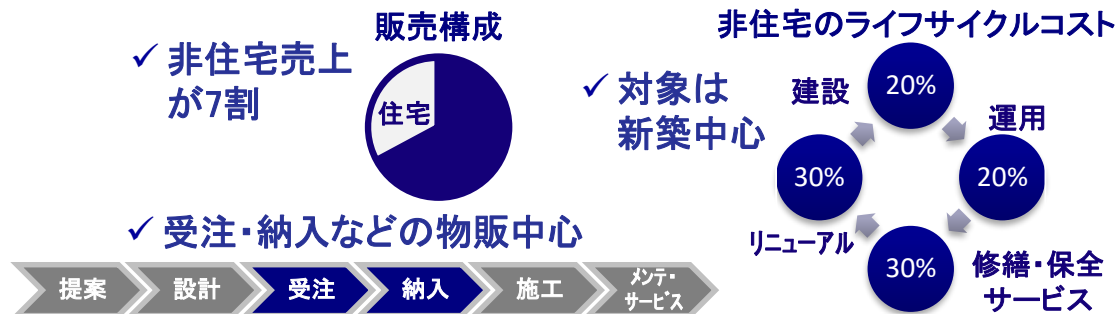 販売構成
✓ 非住宅売上
が7割
住宅
✓ 受注・納入などの物販中心
提案
設計
受注
納入
施工
ﾒﾝﾃ・
ｻｰﾋﾞｽ
非住宅のライフサイクルコスト
✓ 対象は
新築中心
建設
20%
運用
20%
修繕・保全
サービス
30%
ﾘﾆｭｰｱﾙ
30%